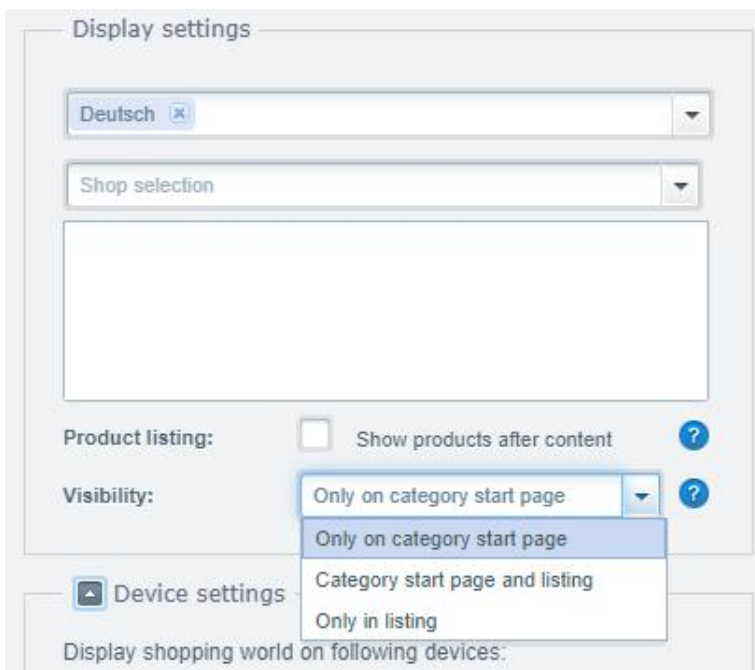 Display settings
Deutsch
Shop selection
Product listing: Show products after content ?
Visibility: Only on category start page ?
Only on category start page
Category start page and listing
Only in listing
Device settings
Display shopping world on following devices: